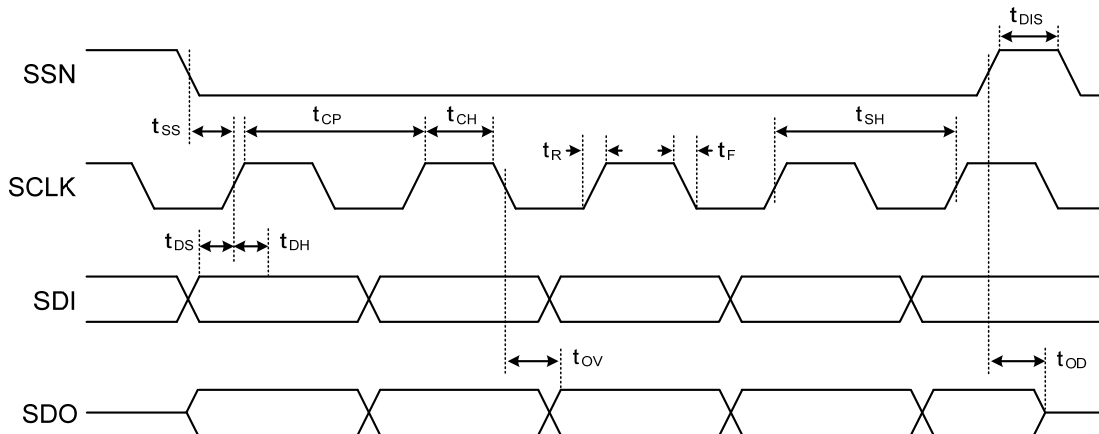 tDIS
SSN
tSS
tCP
tCH
tSH
tR
tF
SCLK
tDS
tDH
SDI
tOV
tOD
SDO